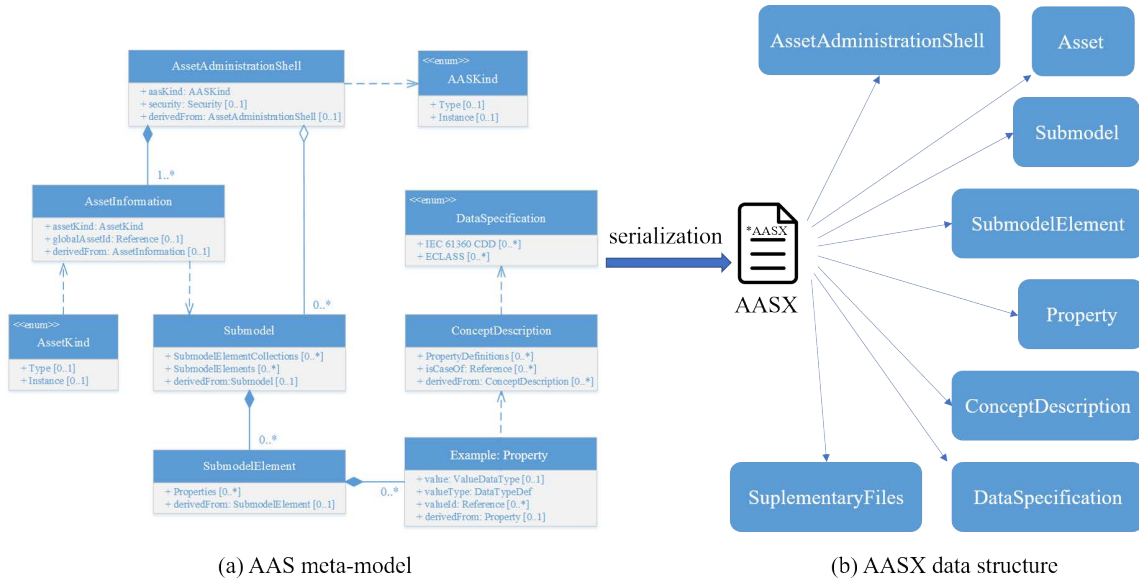 AssetAdministrationShell
+ aasKind: AASKind
+ security: Security [0..1]
+ derivedFrom: AssetAdministrationShell [0..1]
<<enum>>
AASKind
+ Type [0..1]
+ Instance [0..1]
1..*
AssetInformation
+ assetKind: AssetKind
+ globalAssetId: Reference [0..1]
+ derivedFrom: AssetInformation [0..1]
<<enum>>
DataSpecification
+ IEC 61360 CDD [0..*]
+ ECLASS [0..*]
0..*
<<enum>>
AssetKind
+ Type [0..1]
+ Instance [0..1]
Submodel
+ SubmodelElementCollections [0..*]
+ SubmodelElements [0..*]
+ derivedFrom:Submodel [0..1]
ConceptDescription
+ PropertyDefinitions [0..*]
+ isCaseOf: Reference [0..*]
+ derivedFrom: ConceptDescription [0..*]
0..*
SubmodelElement
+ Properties [0..*]
+ derivedFrom: SubmodelElement [0..1]
0..*
Example: Property
+ value: ValueDataType [0..1]
+ valueType: DataTypeDef
+ valueId: Reference [0..*]
+ derivedFrom: Property [0..1]
(a) AAS meta-model
serialization
*AASX
AASX
AssetAdministrationShell
Asset
Submodel
SubmodelElement
Property
ConceptDescription
SuplementaryFiles
DataSpecification
(b) AASX data structure